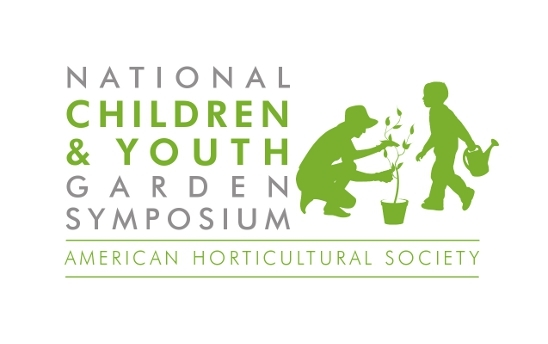 NATIONAL
CHILDREN
& YOUTH
GARDEN
SYMPOSIUM
AMERICAN HORTICULTURAL SOCIETY